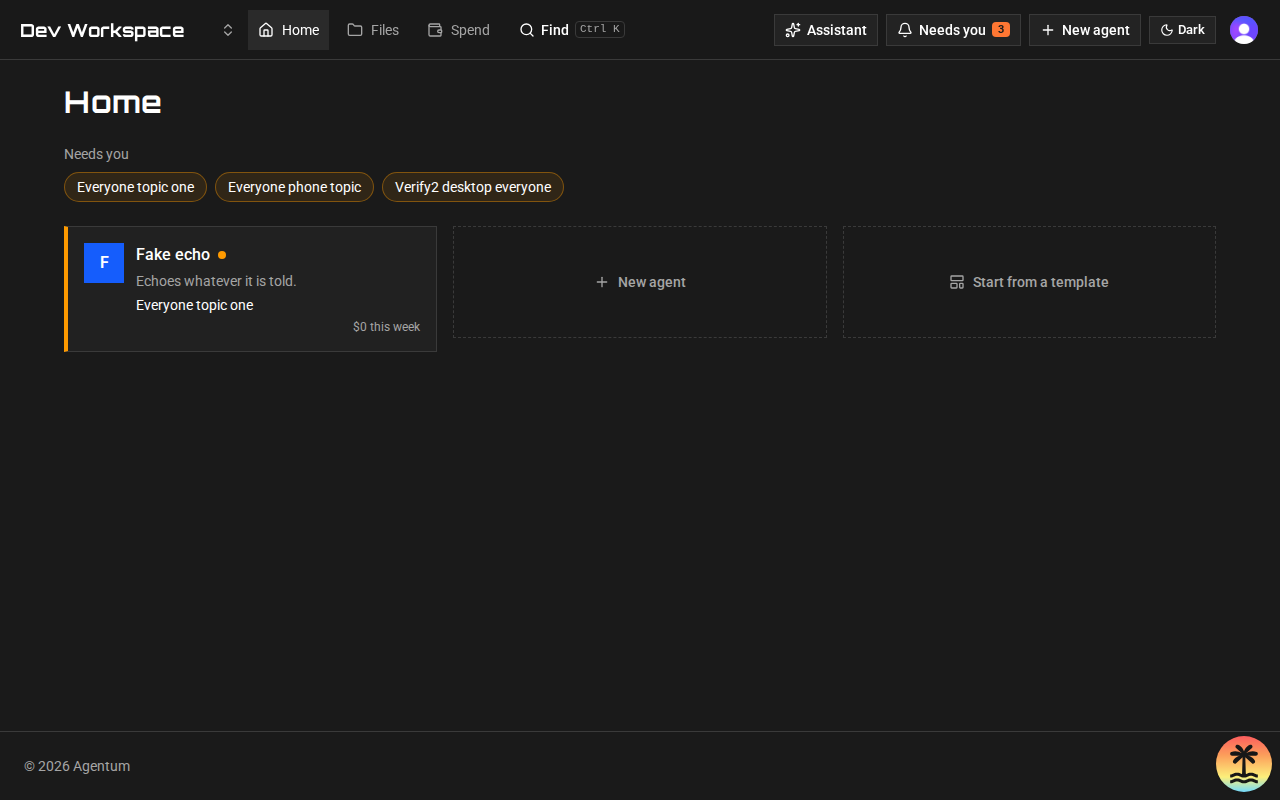 Dev Workspace
Home
Files
Spend
Find
Ctrl K
Assistant
Needs you
3
New agent
Dark
Home
Needs you
Everyone topic one
Everyone phone topic
Verify2 desktop everyone
F
Fake echo
Echoes whatever it is told.
Everyone topic one
$0 this week
New agent
Start from a template
© 2026 Agentum